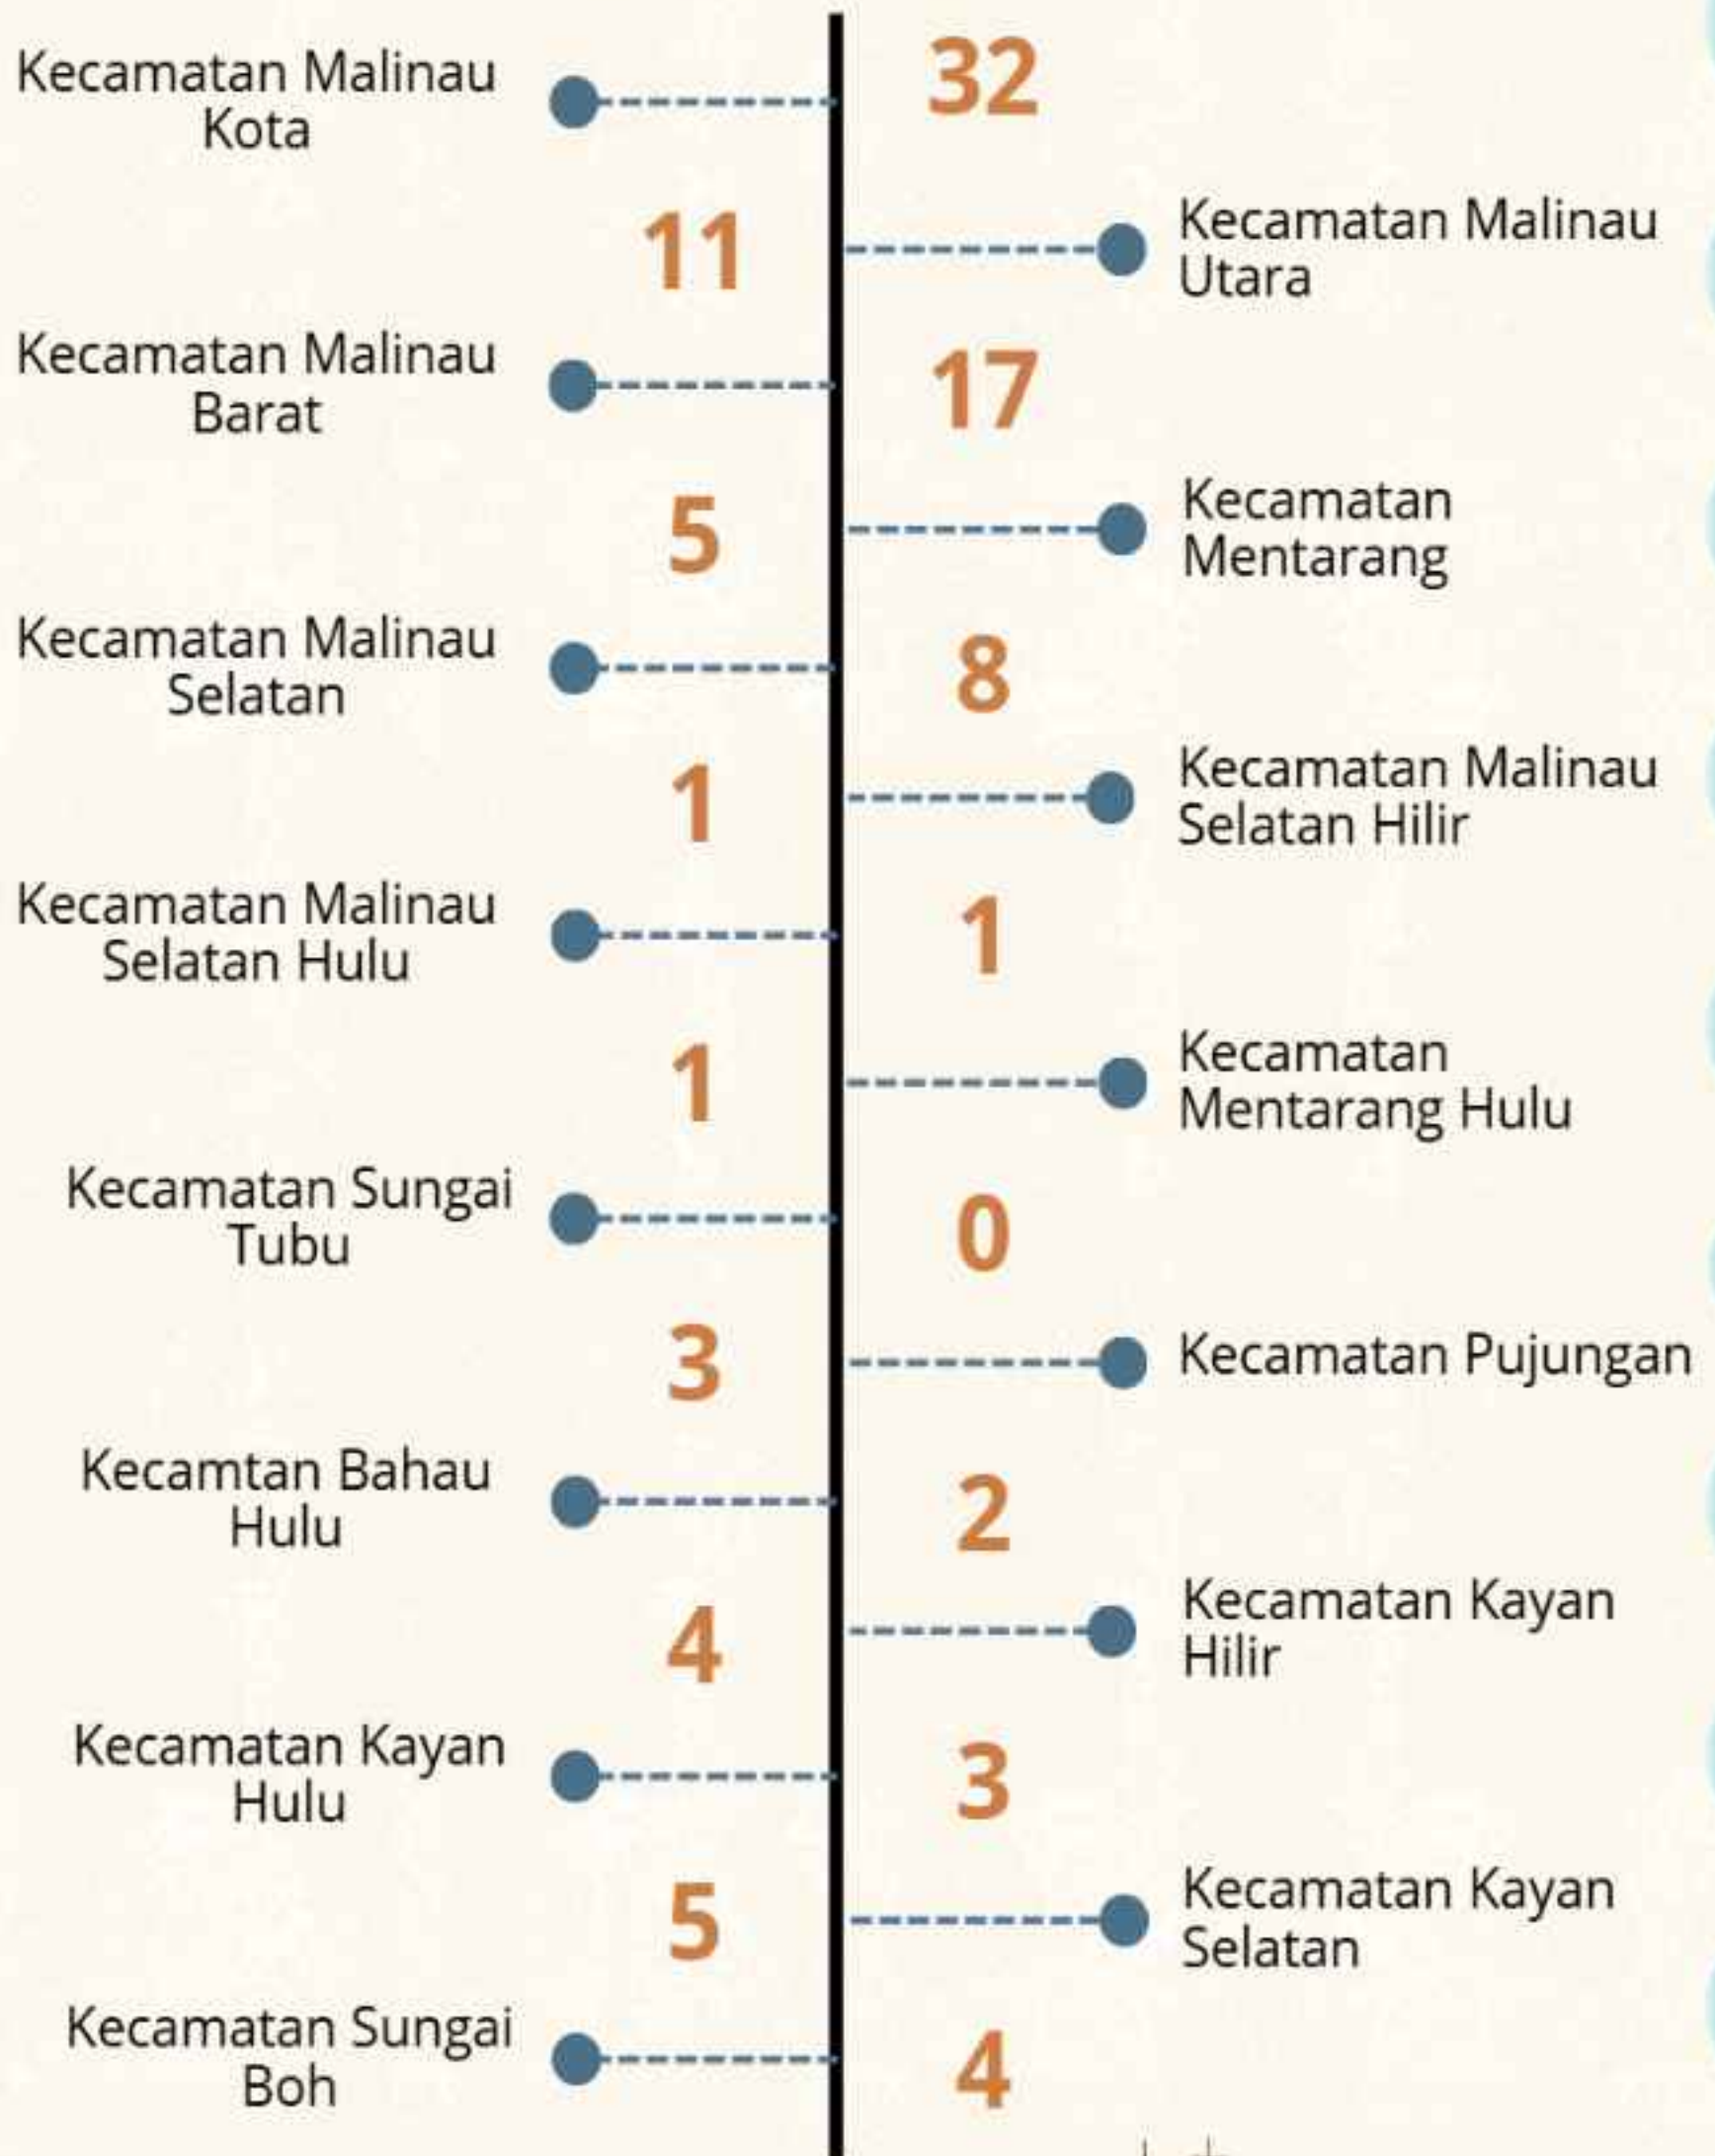 Kecamatan Malinau
Kota
32
11
Kecamatan Malinau
Utara
Kecamatan Malinau
Barat
17
5
Kecamatan
Mentarang
Kecamatan Malinau
Selatan
8
1
Kecamatan Malinau
Selatan Hilir
Kecamatan Malinau
Selatan Hulu
1
1
Kecamatan
Mentarang Hulu
Kecamatan Sungai
Tubu
0
3
Kecamatan Pujungan
Kecamtan Bahau
Hulu
2
4
Kecamatan Kayan
Hilir
Kecamatan Kayan
Hulu
3
5
Kecamatan Kayan
Selatan
Kecamatan Sungai
Boh
4